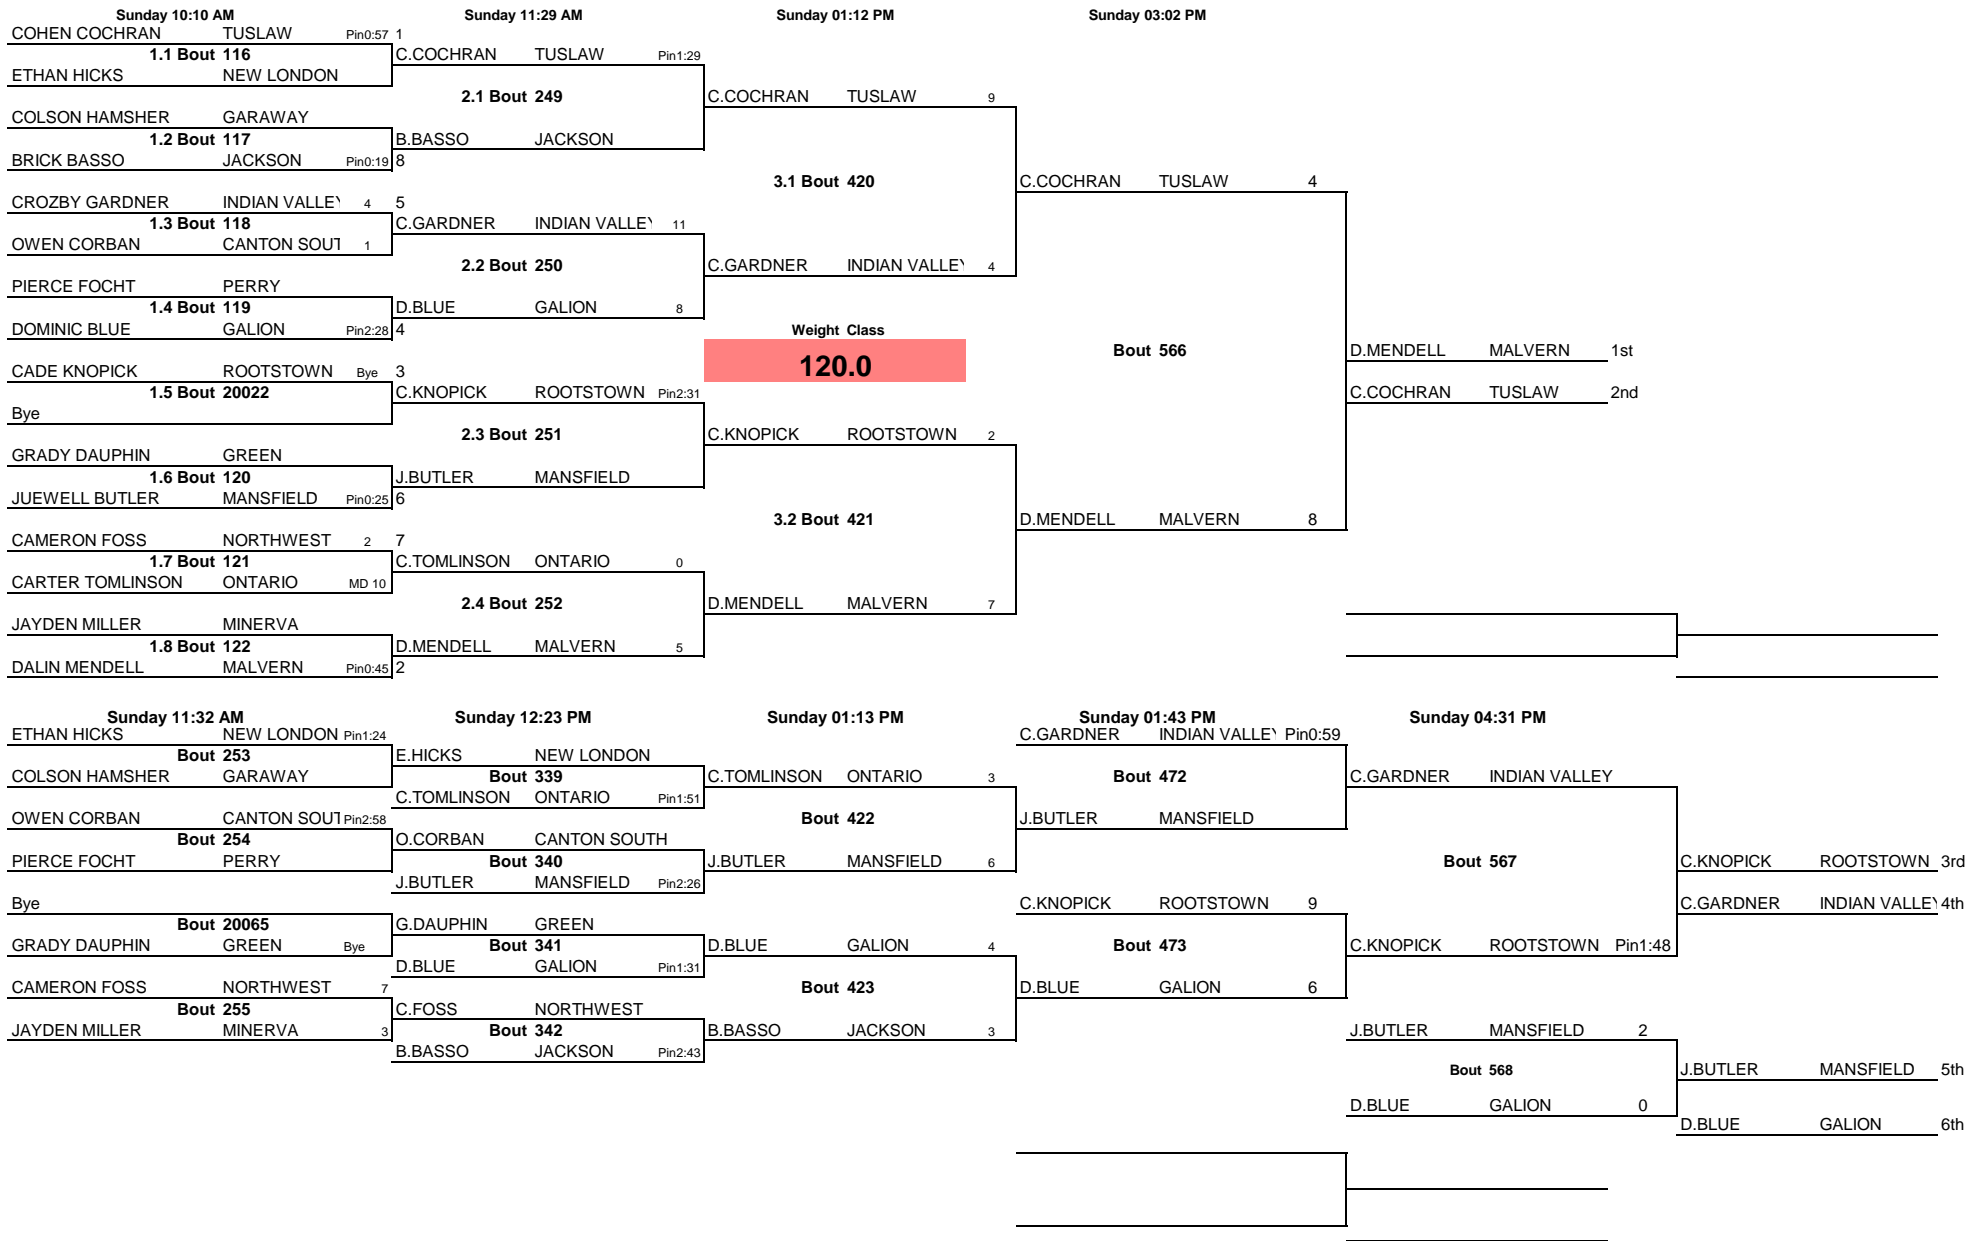 Sunday 10:10 AM Sunday 11:29 AM Sunday 01:12 PM Sunday 03:02 PM
COHEN COCHRAN TUSLAW Pin0:57 1
1.1 Bout 116 C.COCHRAN TUSLAW Pin1:29
ETHAN HICKS NEW LONDON
2.1 Bout 249 C.COCHRAN TUSLAW 9
COLSON HAMSHER GARAWAY
1.2 Bout 117 B.BASSO JACKSON
BRICK BASSO JACKSON Pin0:19 8
3.1 Bout 420 C.COCHRAN TUSLAW 4
CROZBY GARDNER INDIAN VALLEY 4 5
1.3 Bout 118 C.GARDNER INDIAN VALLEY 11
OWEN CORBAN CANTON SOUT 1
2.2 Bout 250 C.GARDNER INDIAN VALLEY 4
PIERCE FOCHT PERRY
1.4 Bout 119 D.BLUE GALION 8
DOMINIC BLUE GALION Pin2:28 4 Weight Class
Bout 566 D.MENDELL MALVERN 1st
120.0
CADE KNOPICK ROOTSTOWN Bye 3
1.5 Bout 20022 C.KNOPICK ROOTSTOWN Pin2:31 C.COCHRAN TUSLAW 2nd
Bye
2.3 Bout 251 C.KNOPICK ROOTSTOWN 2
GRADY DAUPHIN GREEN
1.6 Bout 120 J.BUTLER MANSFIELD
JUEWELL BUTLER MANSFIELD Pin0:25 6
3.2 Bout 421 D.MENDELL MALVERN 8
CAMERON FOSS NORTHWEST 2 7
1.7 Bout 121 C.TOMLINSON ONTARIO 0
CARTER TOMLINSON ONTARIO MD 10
2.4 Bout 252 D.MENDELL MALVERN 7
JAYDEN MILLER MINERVA
1.8 Bout 122 D.MENDELL MALVERN 5
DALIN MENDELL MALVERN Pin0:45 2
Sunday 11:32 AM Sunday 12:23 PM Sunday 01:13 PM Sunday 01:43 PM Sunday 04:31 PM
ETHAN HICKS NEW LONDON Pin1:24 C.GARDNER INDIAN VALLEY Pin0:59
Bout 253 E.HICKS NEW LONDON
COLSON HAMSHER GARAWAY Bout 339 C.TOMLINSON ONTARIO 3 Bout 472 C.GARDNER INDIAN VALLEY
C.TOMLINSON ONTARIO Pin1:51
OWEN CORBAN CANTON SOUT Pin2:58 Bout 422 J.BUTLER MANSFIELD
Bout 254 O.CORBAN CANTON SOUTH
PIERCE FOCHT PERRY Bout 340 J.BUTLER MANSFIELD 6 Bout 567 C.KNOPICK ROOTSTOWN 3rd
J.BUTLER MANSFIELD Pin2:26
Bye C.KNOPICK ROOTSTOWN 9 C.GARDNER INDIAN VALLEY 4th
Bout 20065 G.DAUPHIN GREEN
GRADY DAUPHIN GREEN Bye Bout 341 D.BLUE GALION 4 Bout 473 C.KNOPICK ROOTSTOWN Pin1:48
D.BLUE GALION Pin1:31
CAMERON FOSS NORTHWEST 7 Bout 423 D.BLUE GALION 6
Bout 255 C.FOSS NORTHWEST
JAYDEN MILLER MINERVA 3 Bout 342 B.BASSO JACKSON 3 J.BUTLER MANSFIELD 2
B.BASSO JACKSON Pin2:43
Bout 568 J.BUTLER MANSFIELD 5th
D.BLUE GALION 0
D.BLUE GALION 6th